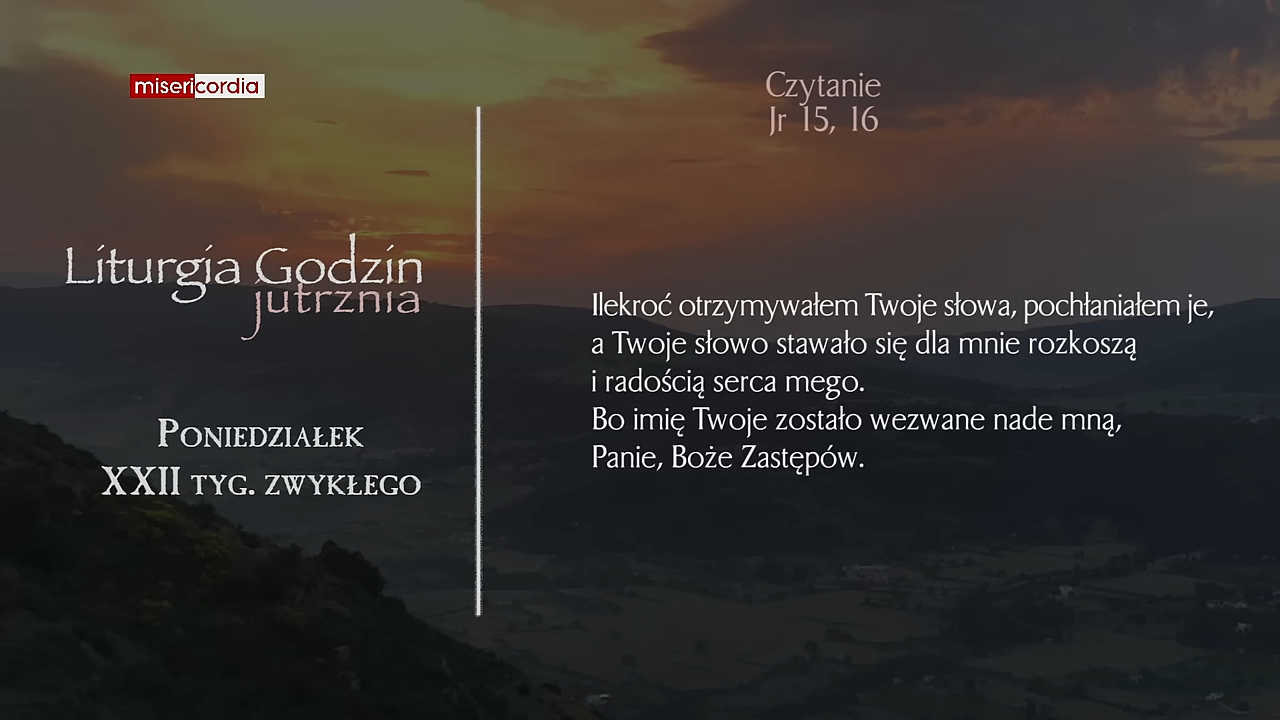 misericordia
Liturgia Godzin
jutrznia
Poniedziałek
XXII tyg. zwykłego
Czytanie
Jr 15, 16
Ilekroć otrzymywałem Twoje słowa, pochłaniałem je,
a Twoje słowo stawało się dla mnie rozkoszą
i radością serca mego.
Bo imię Twoje zostało wezwane nade mną,
Panie, Boże Zastępów.